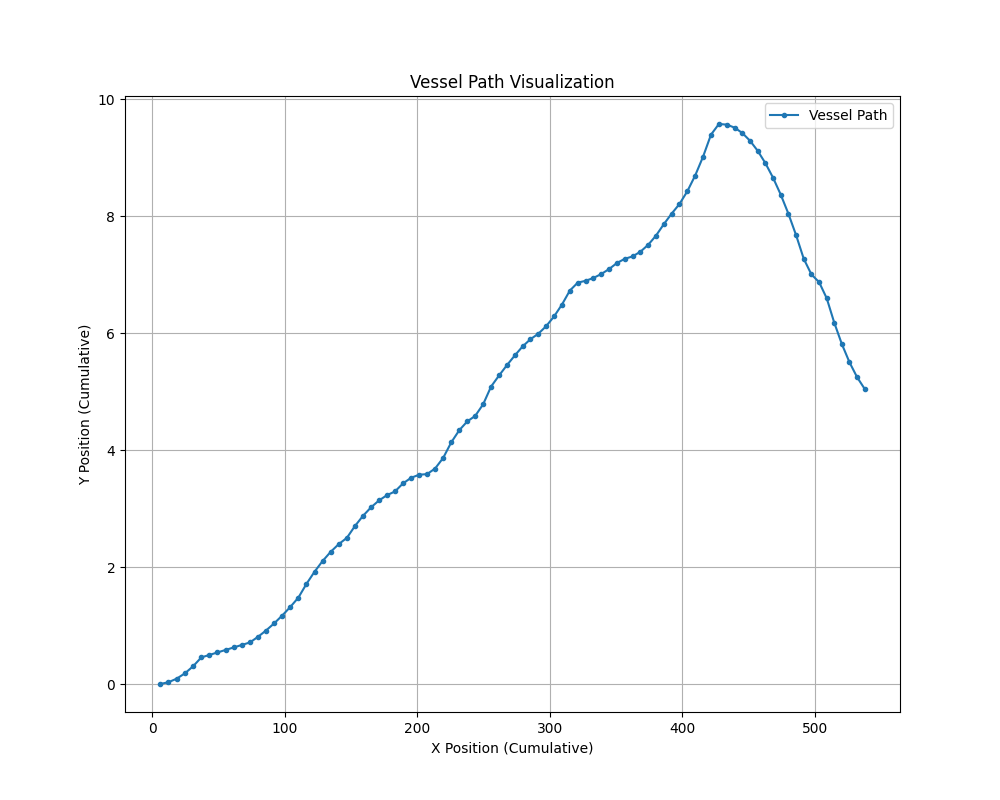 Vessel Path Visualization
Vessel Path
Y Position (Cumulative)
10
8
6
4
2
0
0 100 200 300 400 500
X Position (Cumulative)